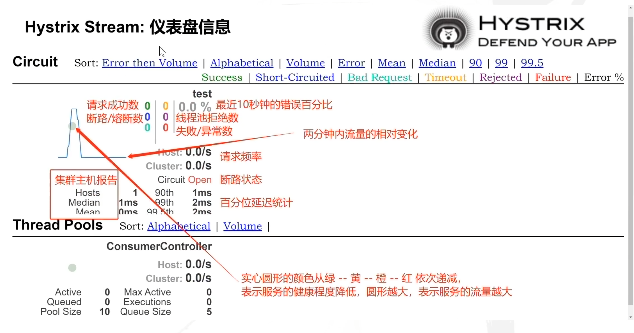 Hystrix Stream: 仪表盘信息
HYSTRIX
DEFEND YOUR APP
Circuit Sort: Error then Volume | Alphabetical | Volume | Error | Mean | Median | 90 | 99 | 99.5
Success | Short-Circuited | Bad Request | Timeout | Rejected | Failure | Error %
test
请求成功数 0 0 0.0 % 最近10秒钟的错误百分比
断路/熔断数 0 0 线程池拒绝数
0 0 失败/异常数
两分钟内流量的相对变化
Host: 0.0/s 请求频率
Cluster: 0.0/s
集群主机报告 Circuit Open 断路状态
Hosts 1 90th 1ms
Median 1ms 99th 2ms 百分位延迟统计
Mean 0ms 99.5th 2ms
Thread Pools Sort: Alphabetical | Volume |
ConsumerController
Host: 0.0/s
Cluster: 0.0/s
实心圆形的颜色从绿 -- 黄 -- 橙 -- 红 依次递减,
表示服务的健康程度降低，圆形越大，表示服务的流量越大
Active 0 Max Active 0
Queued 0 Executions 0
Pool Size 10 Queue Size 5